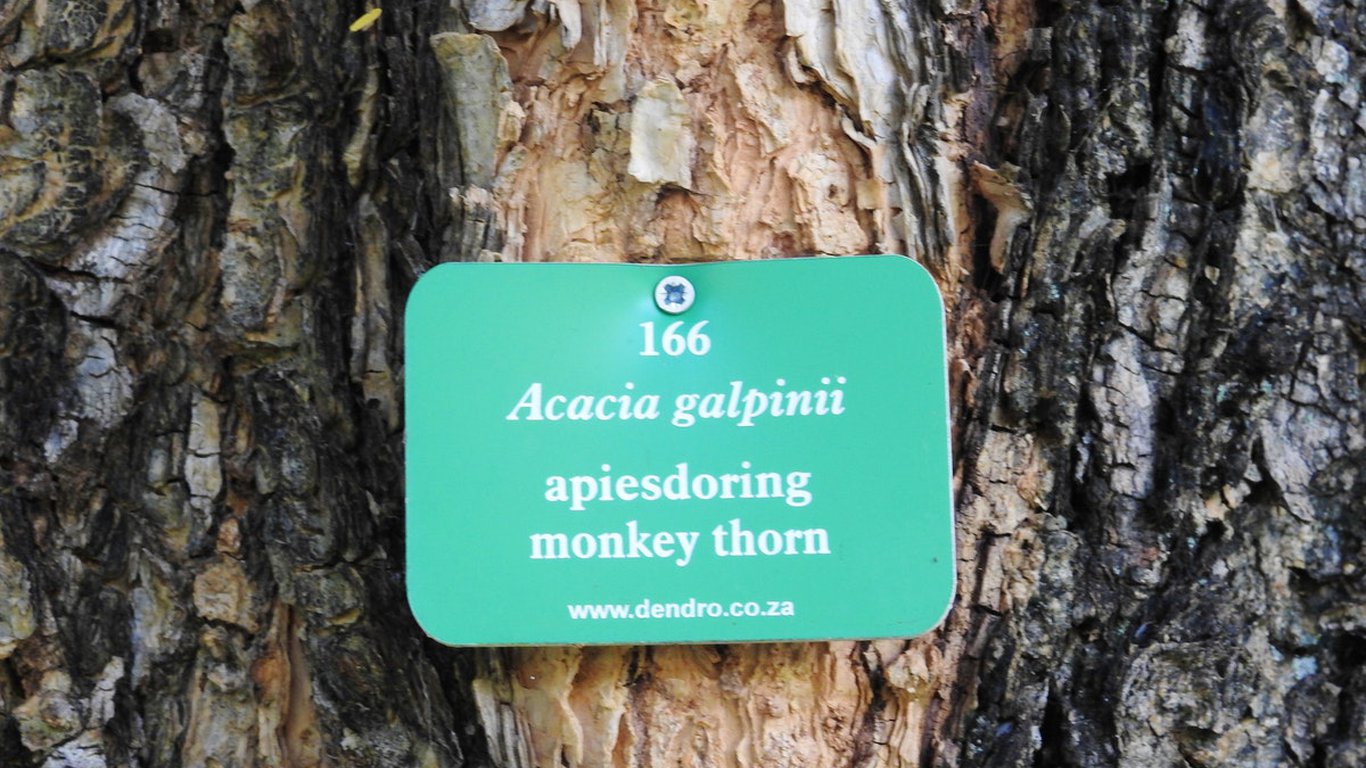 166
Acacia galpinii
apiesdoring
monkey thorn
www.dendro.co.za